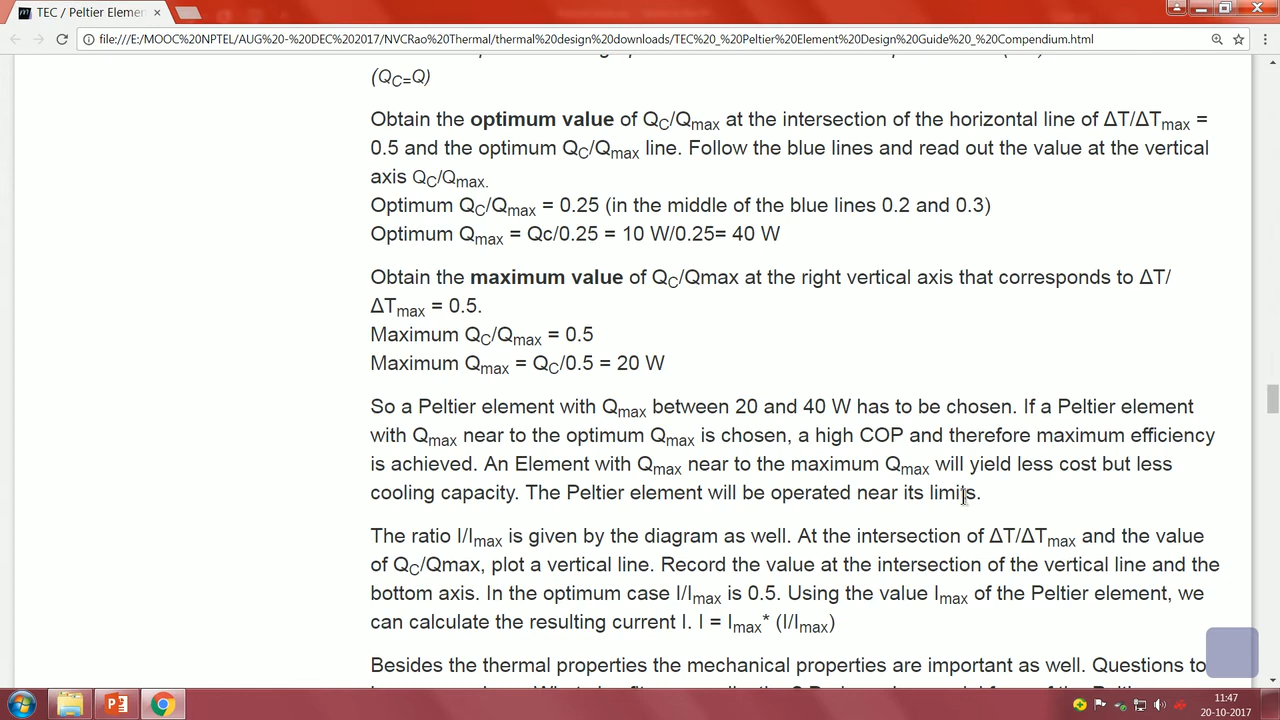 TEC / Peltier Elemen
file:///E:/MOOC%20NPTEL/AUG%20-%20DEC%202017/NVCRao%20Thermal/thermal%20design%20downloads/TEC%20_%20Peltier%20Element%20Design%20Guide%20_%20Compendium.html
(QC=Q)
Obtain the optimum value of QC/Qmax at the intersection of the horizontal line of ΔT/ΔTmax =
0.5 and the optimum QC/Qmax line. Follow the blue lines and read out the value at the vertical
axis QC/Qmax.
Optimum QC/Qmax = 0.25 (in the middle of the blue lines 0.2 and 0.3)
Optimum Qmax = Qc/0.25 = 10 W/0.25= 40 W
Obtain the maximum value of QC/Qmax at the right vertical axis that corresponds to ΔT/
ΔTmax = 0.5.
Maximum QC/Qmax = 0.5
Maximum Qmax = QC/0.5 = 20 W
So a Peltier element with Qmax between 20 and 40 W has to be chosen. If a Peltier element
with Qmax near to the optimum Qmax is chosen, a high COP and therefore maximum efficiency
is achieved. An Element with Qmax near to the maximum Qmax will yield less cost but less
cooling capacity. The Peltier element will be operated near its limits.
The ratio I/Imax is given by the diagram as well. At the intersection of ΔT/ΔTmax and the value
of QC/Qmax, plot a vertical line. Record the value at the intersection of the vertical line and the
bottom axis. In the optimum case I/Imax is 0.5. Using the value Imax of the Peltier element, we
can calculate the resulting current I. I = Imax* (I/Imax)
Besides the thermal properties the mechanical properties are important as well. Questions to
11:47
20-10-2017